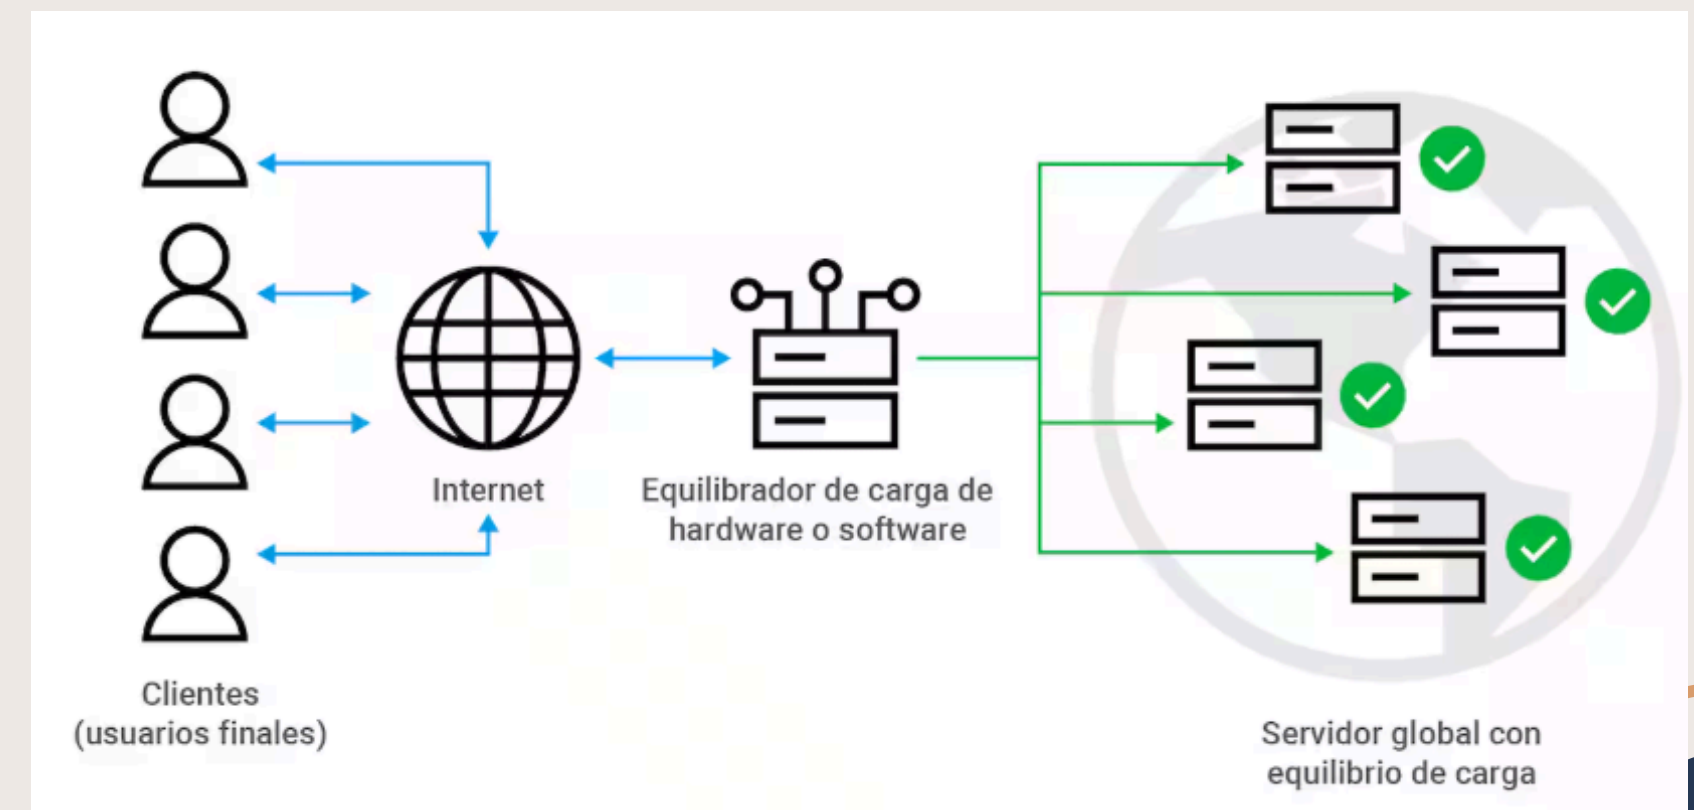 Internet
Equilibrador de carga de
hardware o software
Clientes
(usuarios finales)
Servidor global con
equilibrio de carga